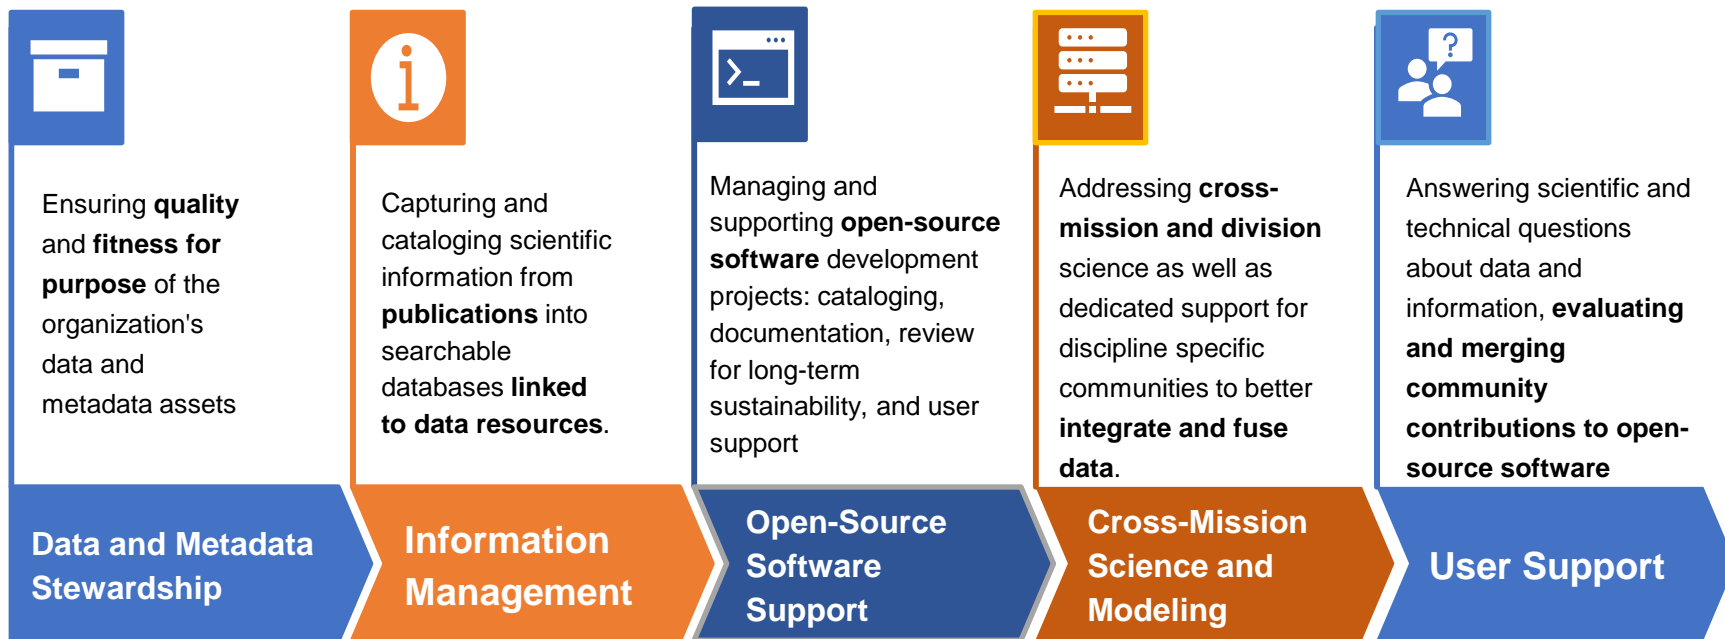 Ensuring quality
and fitness for
purpose of the
organization's
data and
metadata assets
Data and Metadata
Stewardship
Capturing and
cataloging scientific
information from
publications into
searchable
databases linked
to data resources.
Information
Management
Managing and
supporting open-source
software development
projects: cataloging,
documentation, review
for long-term
sustainability, and user
support
Open-Source
Software
Support
Addressing cross-
mission and division
science as well as
dedicated support for
discipline specific
communities to better
integrate and fuse
data.
Cross-Mission
Science and
Modeling
?
Answering scientific and
technical questions
about data and
information, evaluating
and merging
community
contributions to open-
source software
User Support